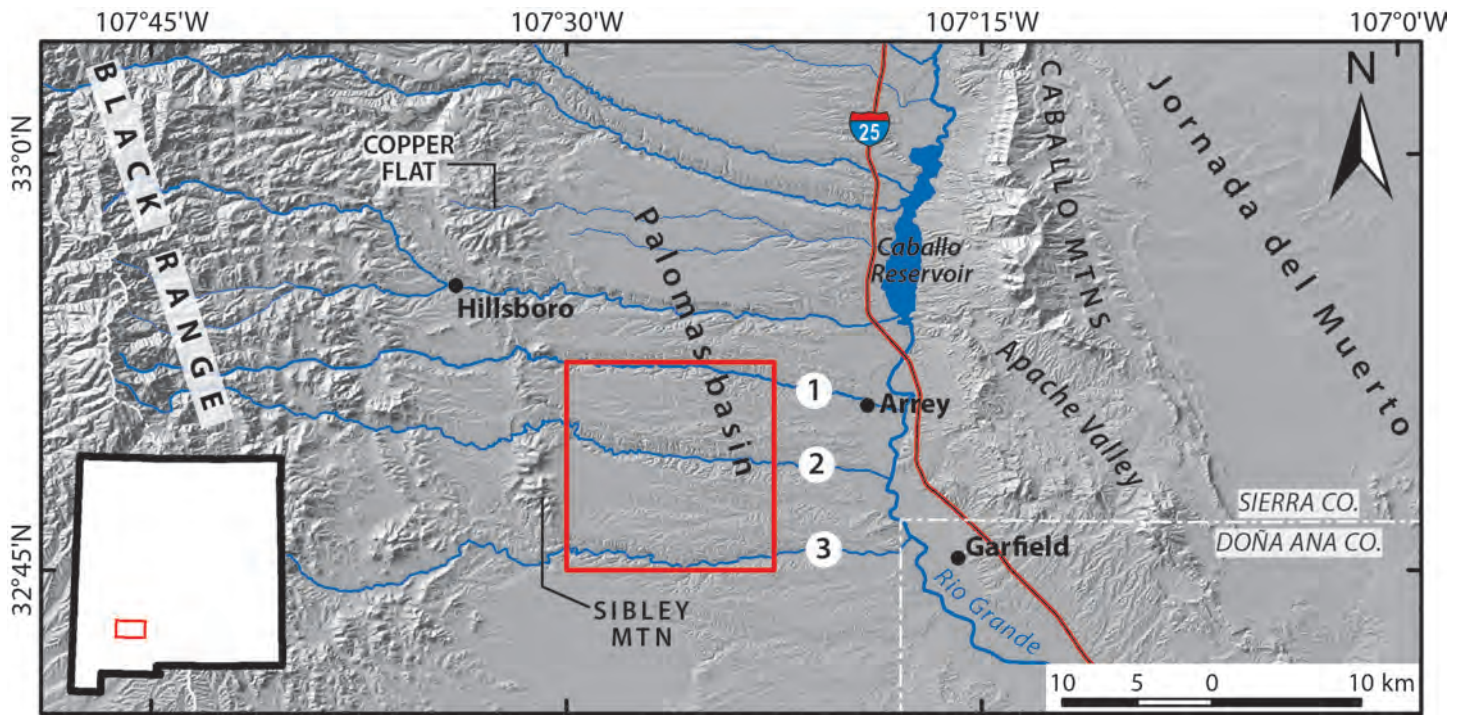 107°45'W
107°30'W
107°15'W
107°0'W
33°0'N
32°45'N
BLACK RANGE
COPPER
FLAT
25
CABALLO MTNS
Jornada del Muerto
N
Palomas basin
Caballo
Reservoir
Hillsboro
Apache Valley
1
Arrey
2
SIERRA CO.
DOÑA ANA CO.
3
Garfield
SIBLEY
MTN
Rio Grande
10 5 0 10 km